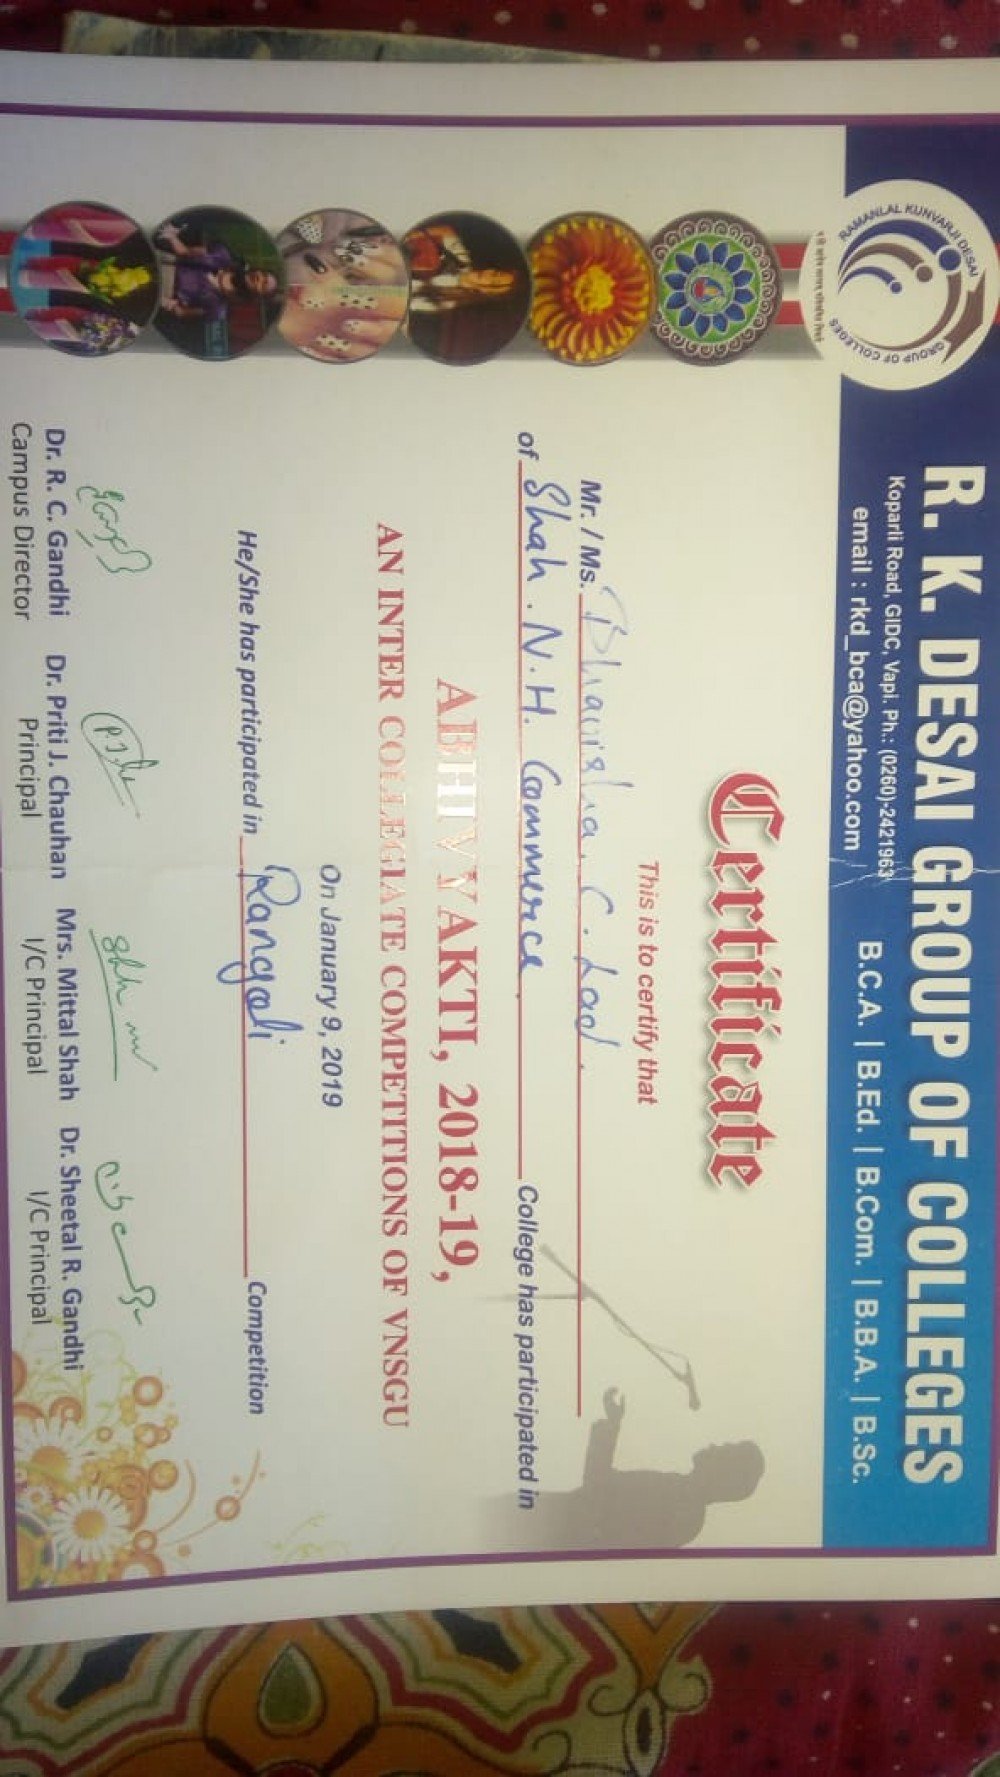 RAMANLAL KUNVARJI DESAI
GROUP OF COLLEGES
R. K. DESAI GROUP OF COLLEGES
Koparli Road, GIDC, Vapi. Ph.: (0260)-2421963
email : rkd_bca@yahoo.com
B.C.A. | B.Ed. | B.Com. | B.B.A. | B.Sc.
Certificate
This is to certify that
Mr. / Ms. Bhavisha. C. Lad.
of Shah. N. H. Commerce College has participated in
ABHIVYAKTI, 2018-19,
AN INTER COLLEGIATE COMPETITIONS OF VNSGU
On January 9, 2019
He/She has participated in Rangoli Competition
Dr. R. C. Gandhi Dr. Priti J. Chauhan Mrs. Mittal Shah Dr. Sheetal R. Gandhi
Campus Director Principal I/C Principal I/C Principal